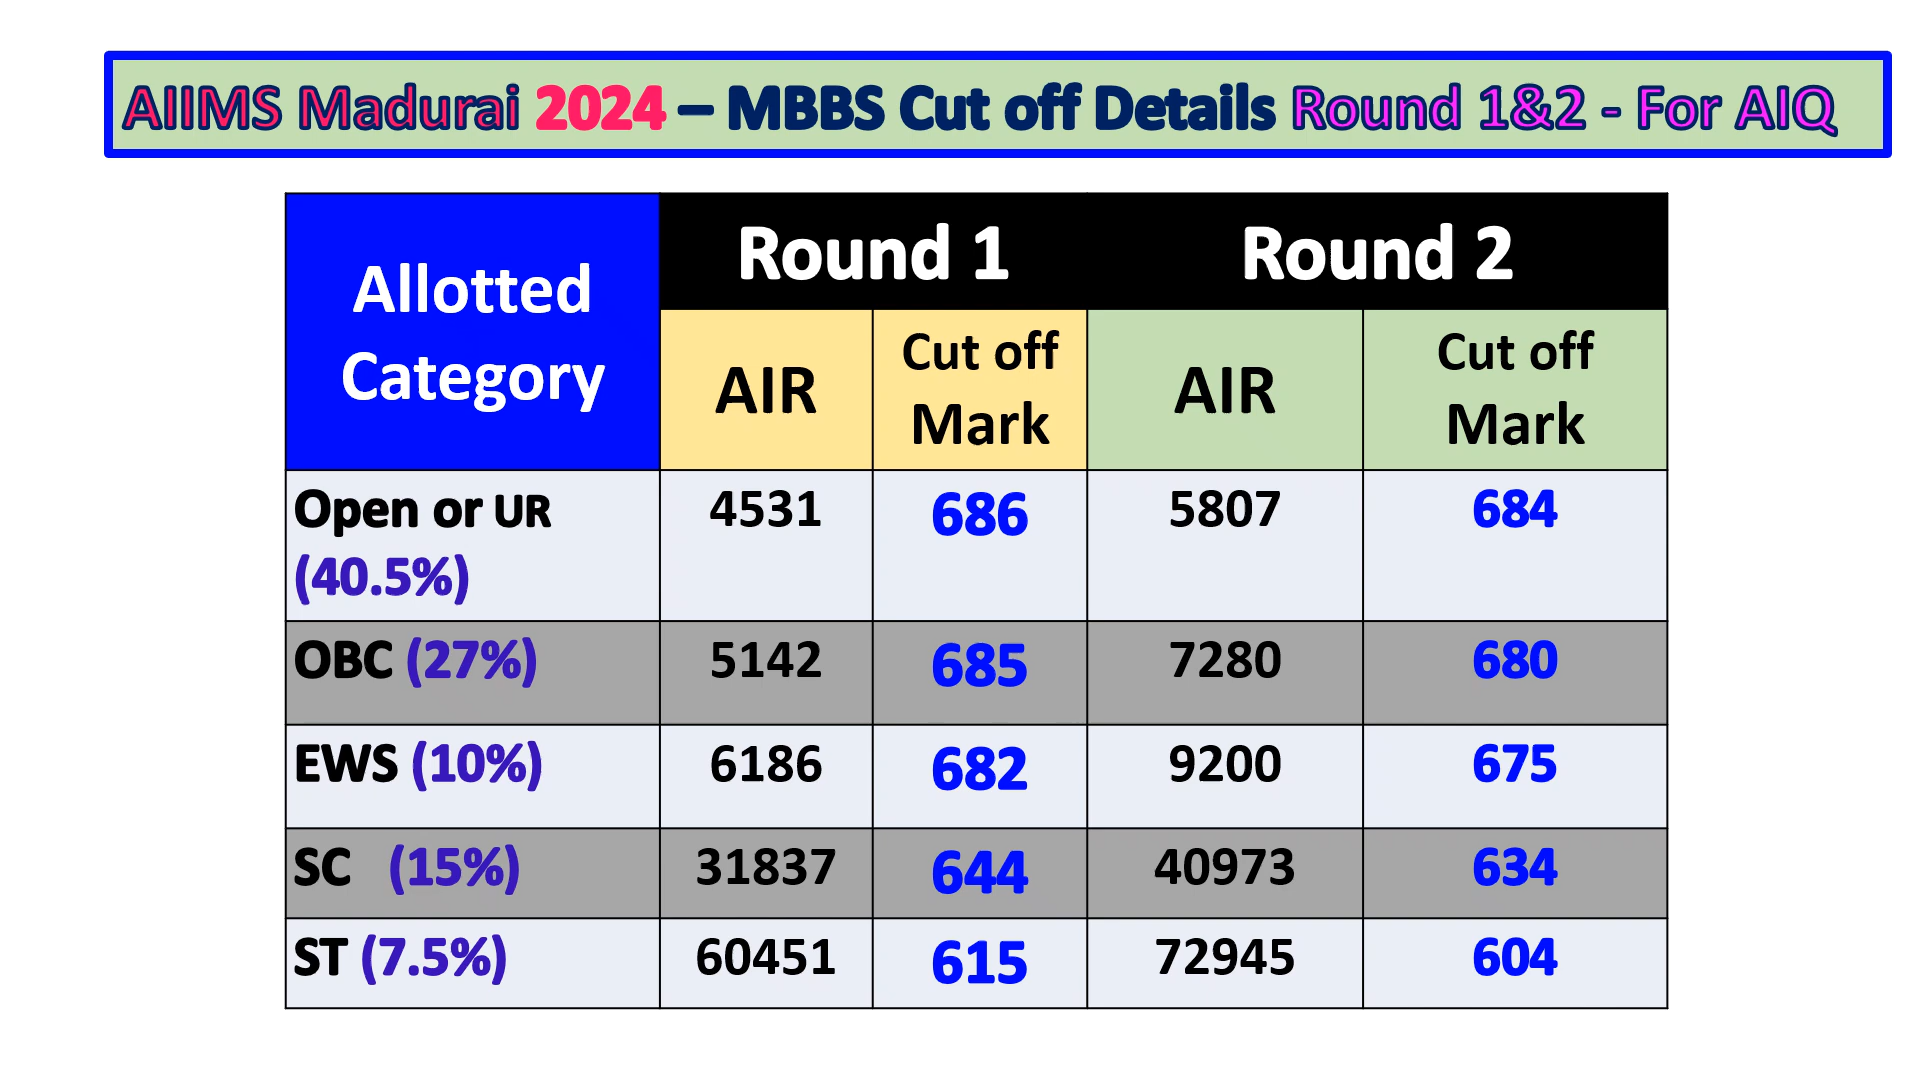 AIIMS Madurai 2024 – MBBS Cut off Details Round 1&2 - For AIQ
Allotted
Category
Round 1
Round 2
AIR
Cut off
Mark
AIR
Cut off
Mark
Open or UR
(40.5%)
4531
686
5807
684
OBC (27%)
5142
685
7280
680
EWS (10%)
6186
682
9200
675
SC (15%)
31837
644
40973
634
ST (7.5%)
60451
615
72945
604